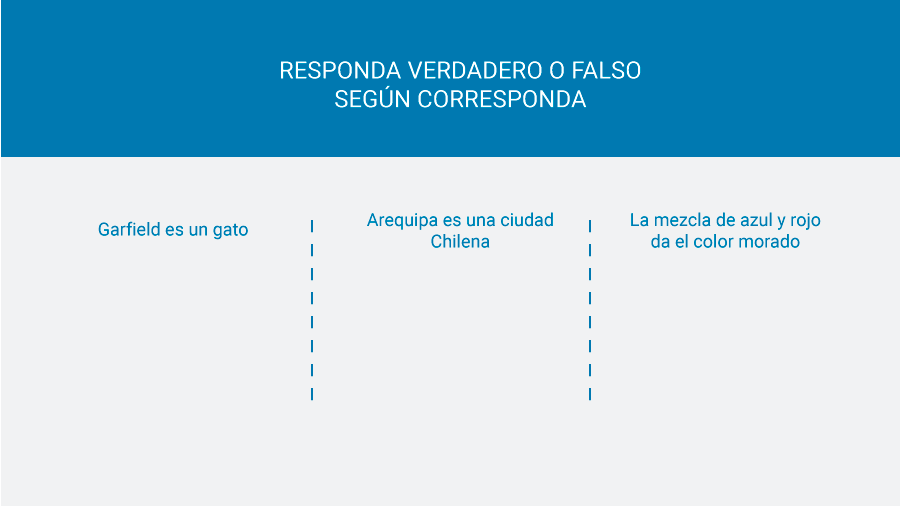 RESPONDA VERDADERO O FALSO
SEGÚN CORRESPONDA
Garfield es un gato
Arequipa es una ciudad
Chilena
La mezcla de azul y rojo
da el color morado